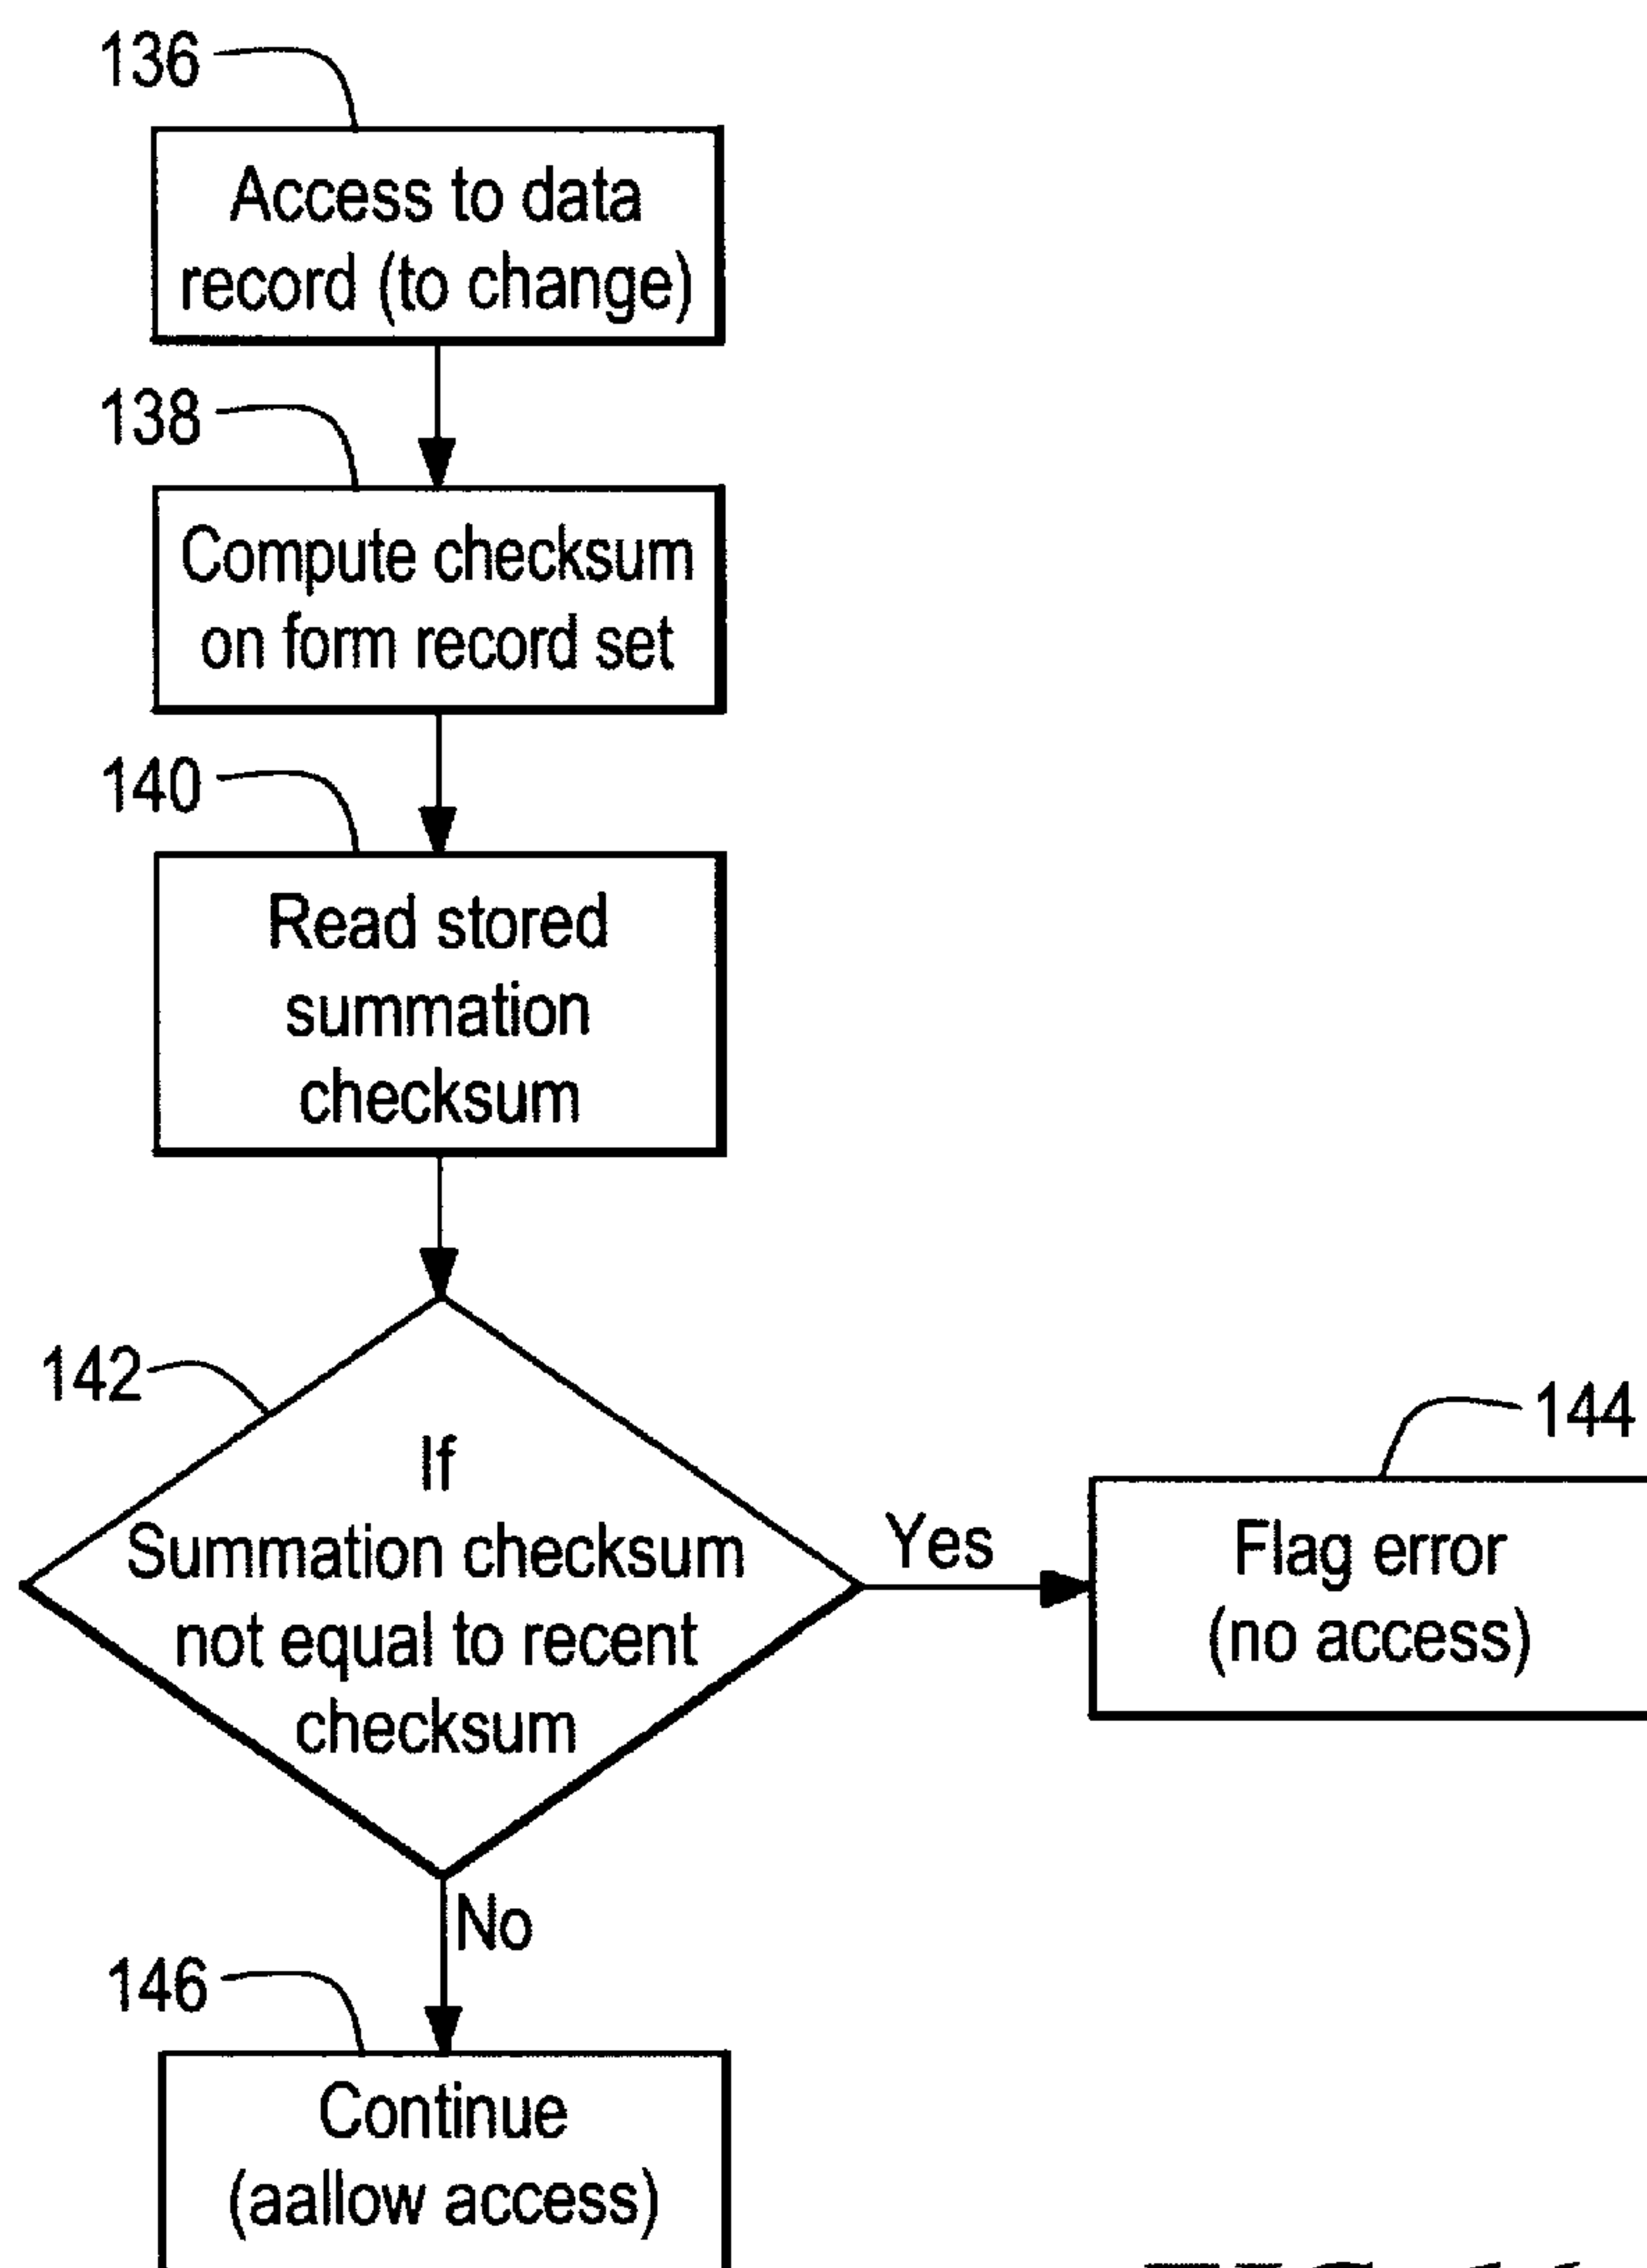 136
Access to data
record (to change)
138
Compute checksum
on form record set
140
Read stored
summation
checksum
142
If
Summation checksum
not equal to recent
checksum
Yes
144
Flag error
(no access)
No
146
Continue
(aallow access)